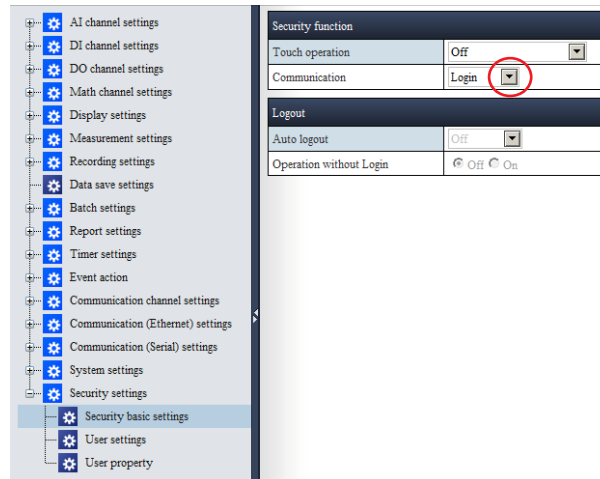 AI channel settings
DI channel settings
DO channel settings
Math channel settings
Display settings
Measurement settings
Recording settings
Data save settings
Batch settings
Report settings
Timer settings
Event action
Communication channel settings
Communication (Ethernet) settings
Communication (Serial) settings
System settings
Security settings
Security basic settings
User settings
User property
Security function
Touch operation Off
Communication Login
Logout
Auto logout Off
Operation without Login Off On